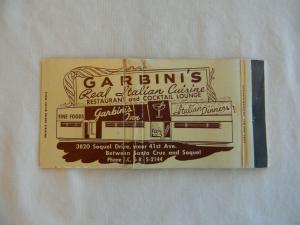 GARBINI'S
Real Italian Cuisine
RESTAURANT and COCKTAIL LOUNGE
FINE FOODS
Garbini's Inn
Italian Dinners
3820 Soquel Drive, near 41st Ave.
Between Santa Cruz and Soquel